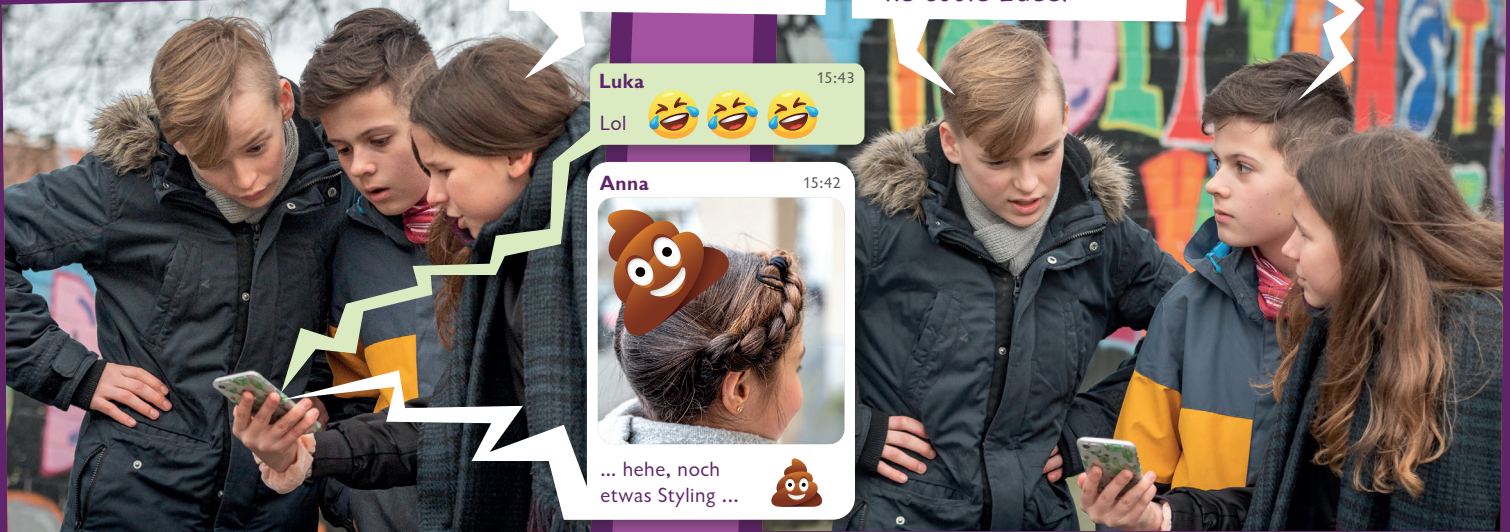 Luka 15:43
Lol 🤣 🤣 🤣
Anna 15:42
... hehe, noch
etwas Styling ... 💩